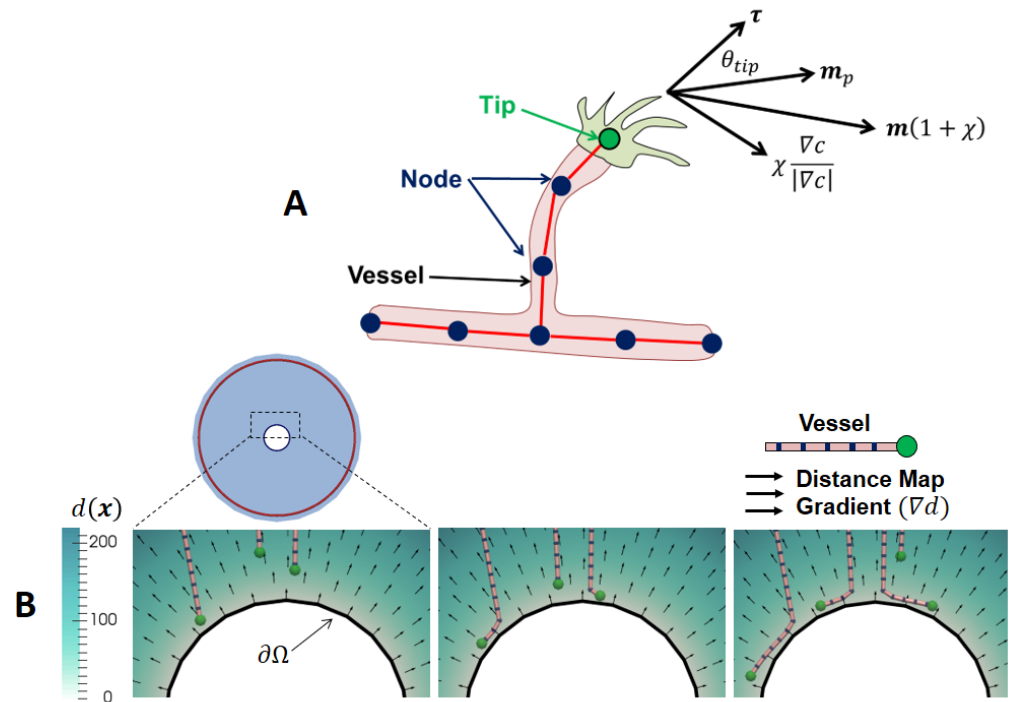 τ
θ_tip
m_p
Tip
m(1 + χ)
χ ∇c/|∇c|
Node
A
Vessel
Vessel
Distance Map
Gradient (∇d)
d(x)
200
100
0
B
∂Ω